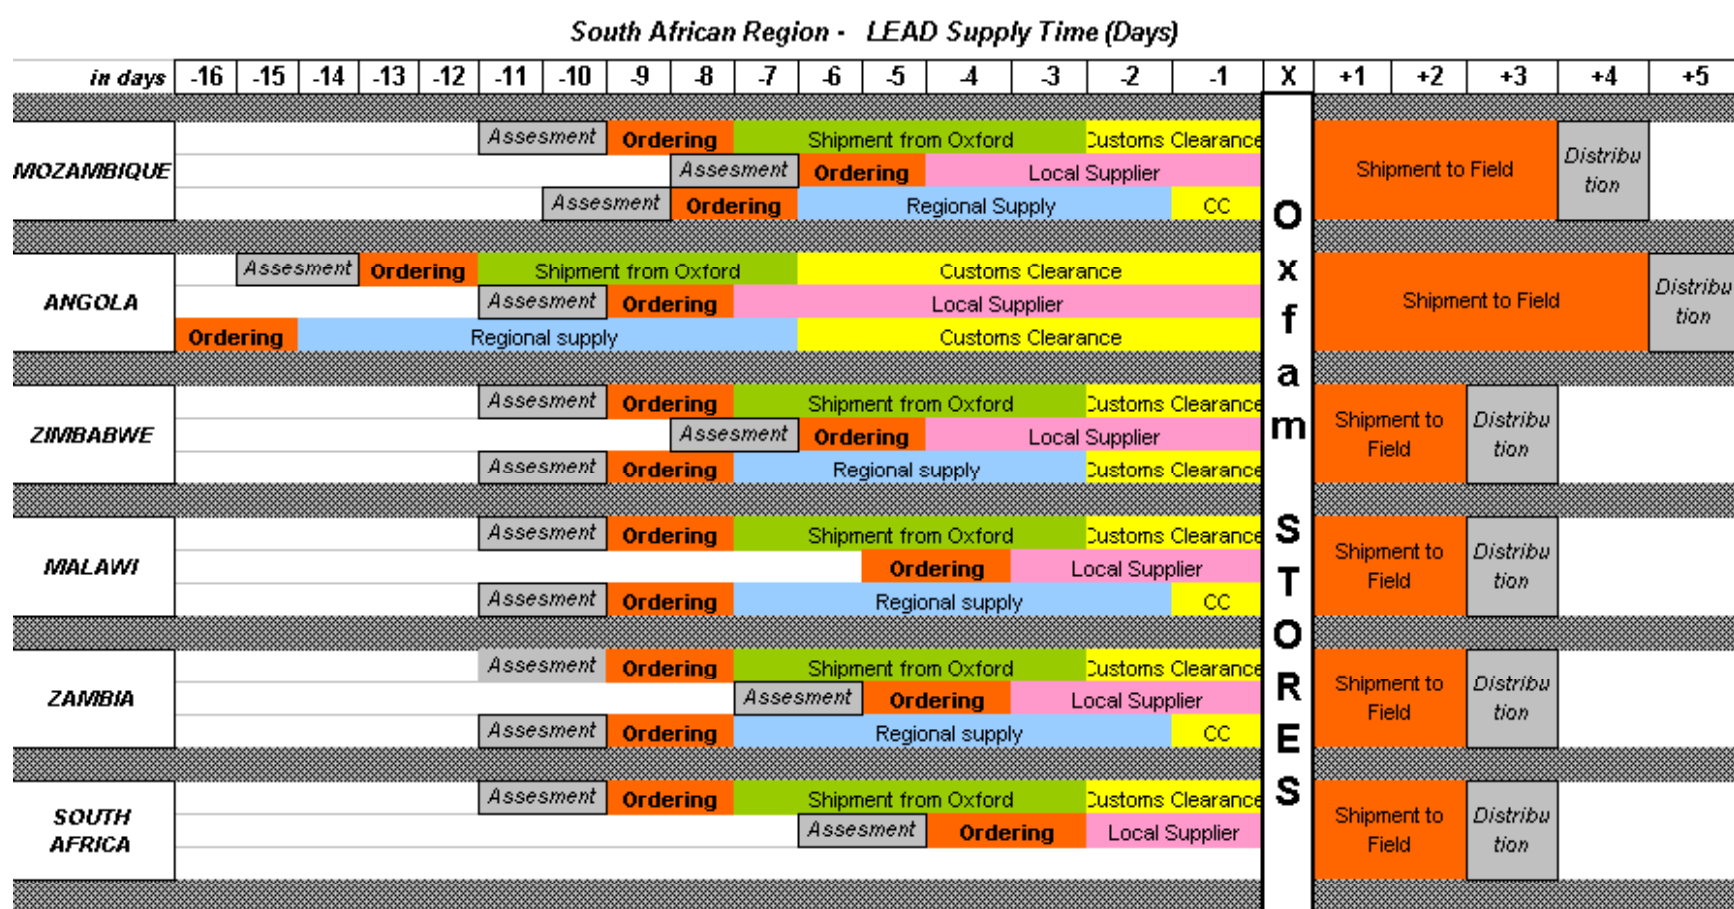 South African Region - LEAD Supply Time (Days)
in days -16 -15 -14 -13 -12 -11 -10 -9 -8 -7 -6 -5 -4 -3 -2 -1 X +1 +2 +3 +4 +5
MOZAMBIQUE
Assesment Ordering Shipment from Oxford Customs Clearance
Assesment Ordering Local Supplier
Assesment Ordering Regional Supply CC
Shipment to Field
Distribu
tion
ANGOLA
Assesment Ordering Shipment from Oxford Customs Clearance
Assesment Ordering Local Supplier
Ordering Regional supply Customs Clearance
Shipment to Field
Distribu
tion
ZIMBABWE
Assesment Ordering Shipment from Oxford Customs Clearance
Assesment Ordering Local Supplier
Assesment Ordering Regional supply Customs Clearance
Shipment to
Field
Distribu
tion
MALAWI
Assesment Ordering Shipment from Oxford Customs Clearance
Ordering Local Supplier
Assesment Ordering Regional supply CC
Shipment to
Field
Distribu
tion
ZAMBIA
Assesment Ordering Shipment from Oxford Customs Clearance
Assesment Ordering Local Supplier
Assesment Ordering Regional supply CC
Shipment to
Field
Distribu
tion
SOUTH
AFRICA
Assesment Ordering Shipment from Oxford Customs Clearance
Assesment Ordering Local Supplier
Shipment to
Field
Distribu
tion
Oxfam STORES